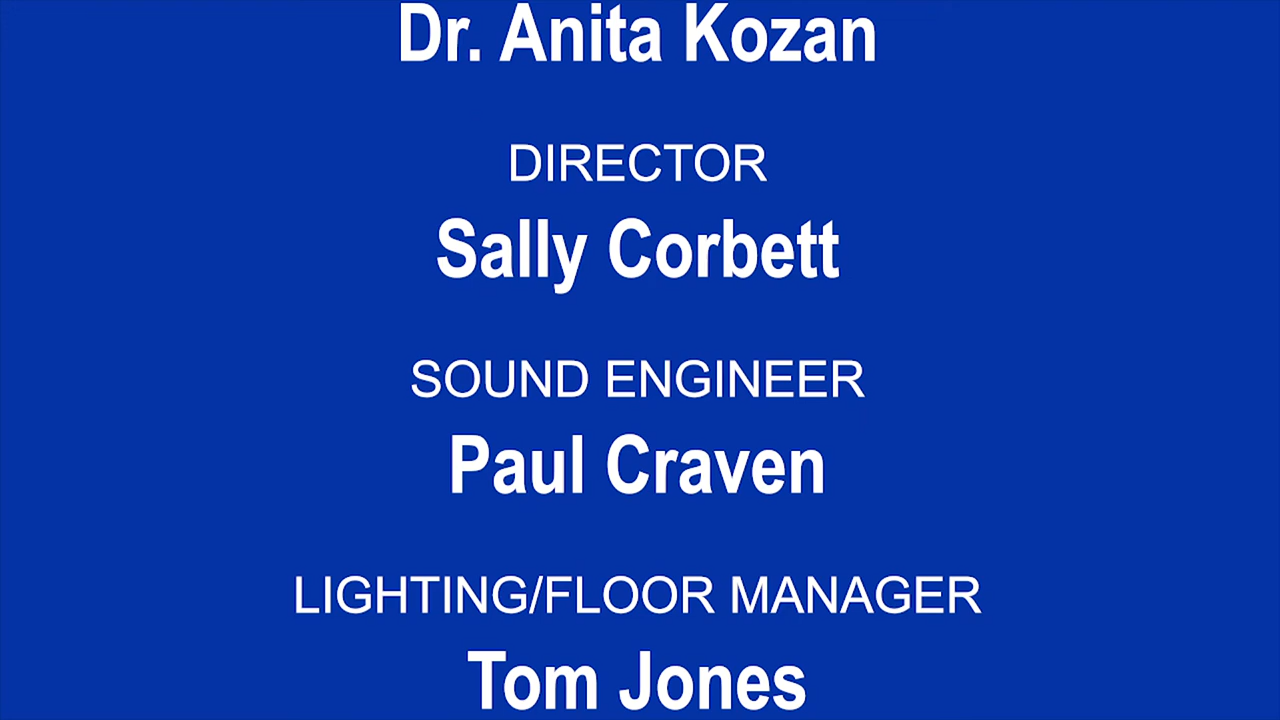 Dr. Anita Kozan
DIRECTOR
Sally Corbett
SOUND ENGINEER
Paul Craven
LIGHTING/FLOOR MANAGER
Tom Jones